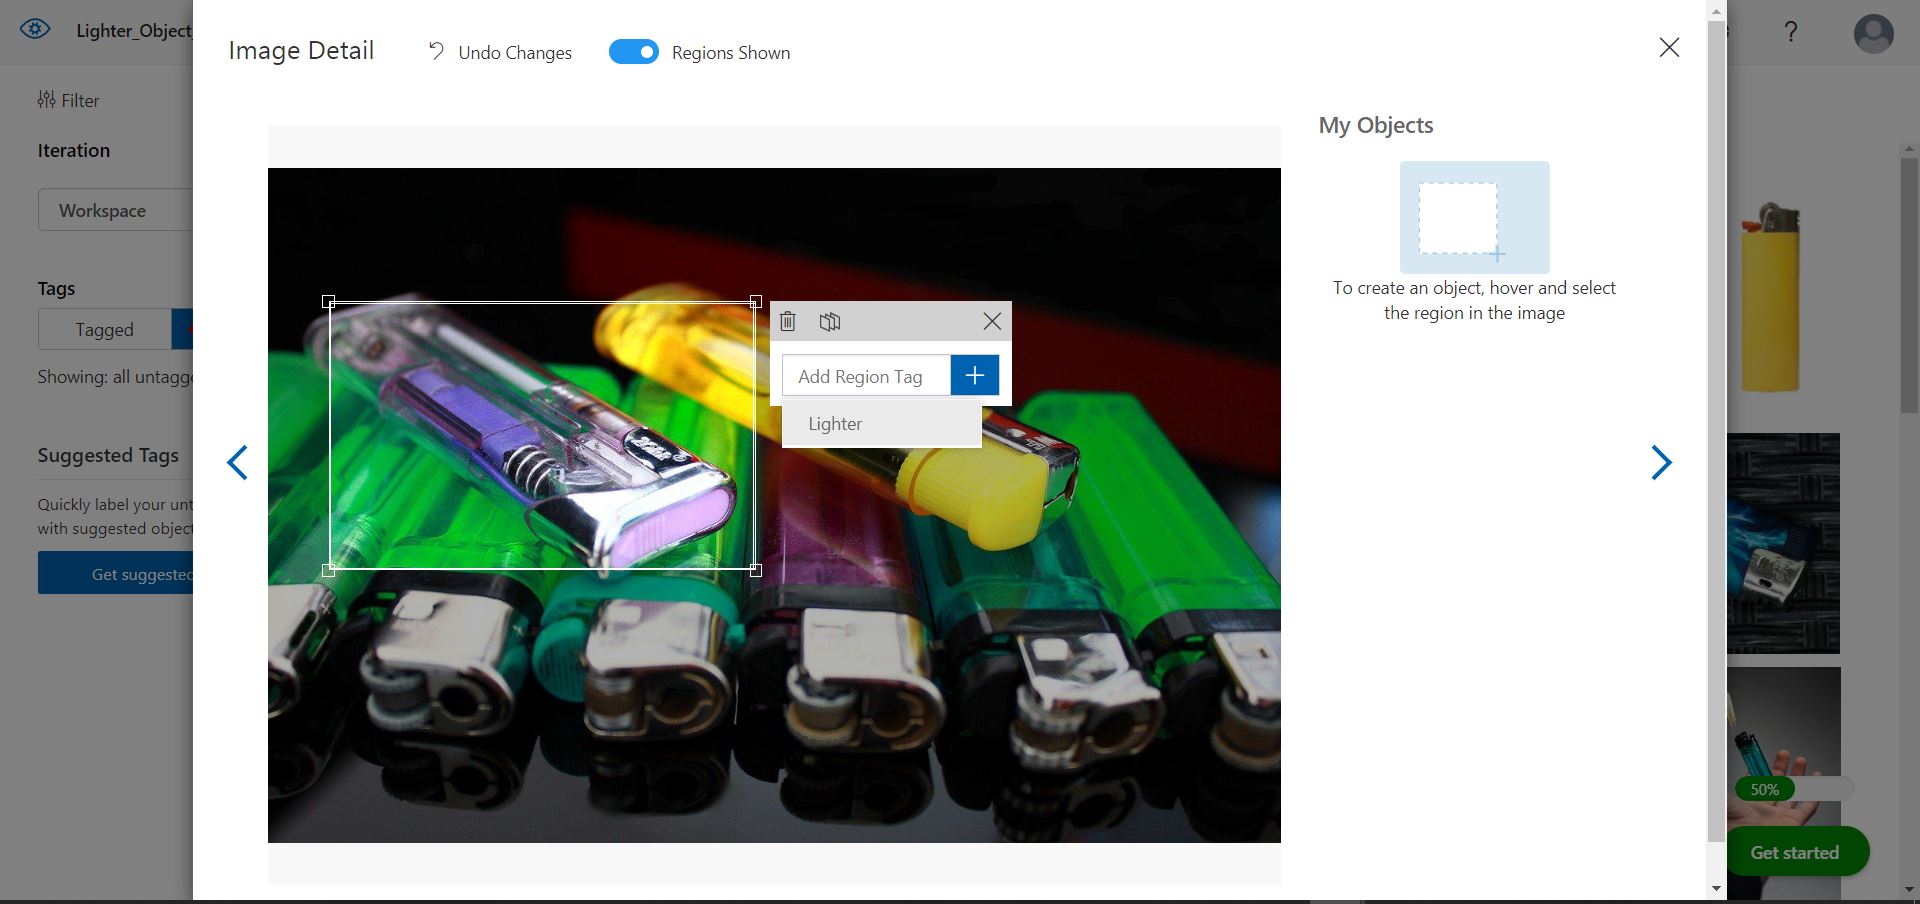 Lighter_Object_
Image Detail
Undo Changes
Regions Shown
?
Filter
Iteration
Workspace
Tags
Tagged
Showing: all untagge
Suggested Tags
Quickly label your unt
with suggested object
Get suggested
Add Region Tag
Lighter
My Objects
To create an object, hover and select
the region in the image
50%
Get started